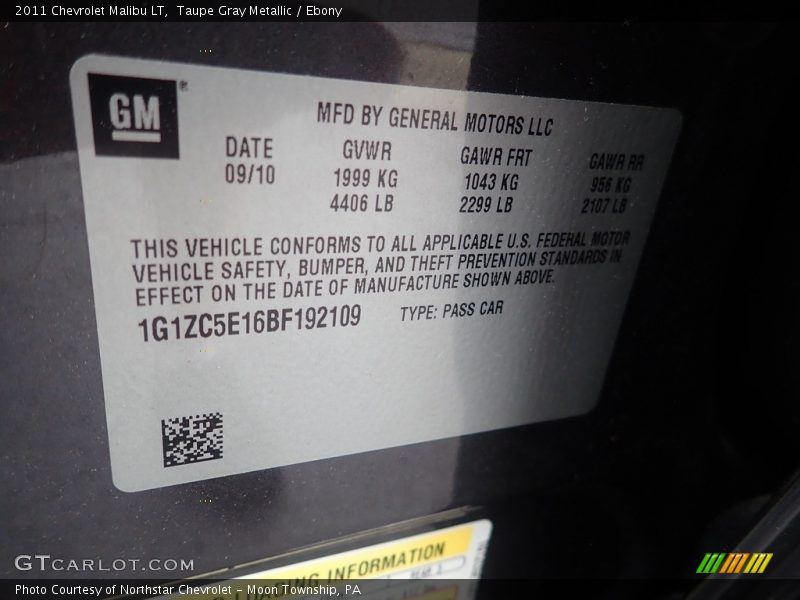 2011 Chevrolet Malibu LT, Taupe Gray Metallic / Ebony
GM®
MFD BY GENERAL MOTORS LLC
DATE GVWR GAWR FRT GAWR RR
09/10 1999 KG 1043 KG 956 KG
4406 LB 2299 LB 2107 LB
THIS VEHICLE CONFORMS TO ALL APPLICABLE U.S. FEDERAL MOTOR
VEHICLE SAFETY, BUMPER, AND THEFT PREVENTION STANDARDS IN
EFFECT ON THE DATE OF MANUFACTURE SHOWN ABOVE.
1G1ZC5E16BF192109 TYPE: PASS CAR
LOADING INFORMATION
GTCARLOT.COM
Photo Courtesy of Northstar Chevrolet - Moon Township, PA